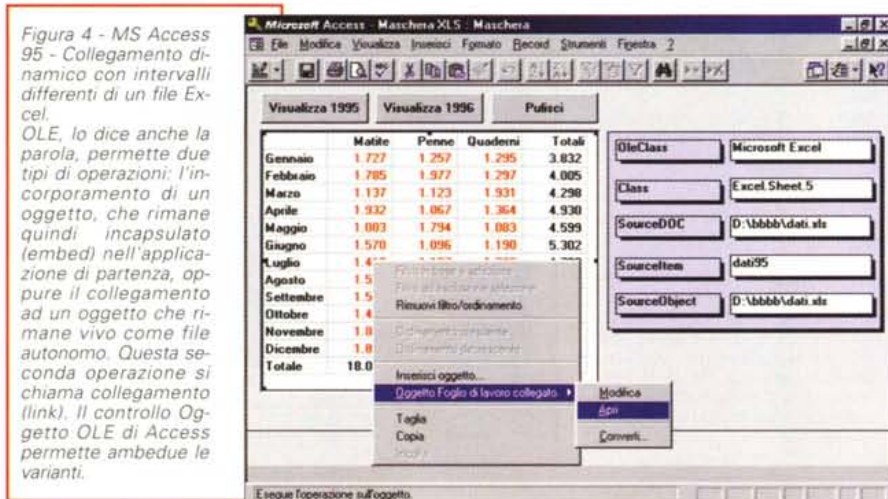 Figura 4 - MS Access
95 - Collegamento di-
namico con intervalli
differenti di un file Ex-
cel.
OLE, lo dice anche la
parola, permette due
tipi di operazioni: l'in-
corporamento di un
oggetto, che rimane
quindi incapsulato
(embed) nell'applica-
zione di partenza, op-
pure il collegamento
ad un oggetto che ri-
mane vivo come file
autonomo. Questa se-
conda operazione si
chiama collegamento
(link). Il controllo Og-
getto OLE di Access
permette ambedue le
varianti.
Microsoft Access - Maschera XLS : Maschera
File Modifica Visualizza Inserisci Formato Record Strumenti Finestra ?
Visualizza 1995 Visualizza 1996 Pulisci
Matite Penne Quaderni Totali
Gennaio 1.727 1.257 1.295 3.832
Febbraio 1.785 1.977 1.297 4.005
Marzo 1.137 1.123 1.931 4.298
Aprile 1.932 1.067 1.364 4.930
Maggio 1.003 1.794 1.083 4.599
Giugno 1.570 1.096 1.190 5.302
Luglio
Agosto
Settembre
Ottobre
Novembre
Dicembre
Totale
Rimuovi filtro/ordinamento
Inserisci oggetto...
Oggetto Foglio di lavoro collegato
Taglia
Copia
Incolla
Modifica
Apri
Converti...
OleClass Microsoft Excel
Class Excel.Sheet.5
SourceDOC D:\bbbb\dati.xls
SourceItem dati95
SourceObject D:\bbbb\dati.xls
Esegue l'operazione sull'oggetto.